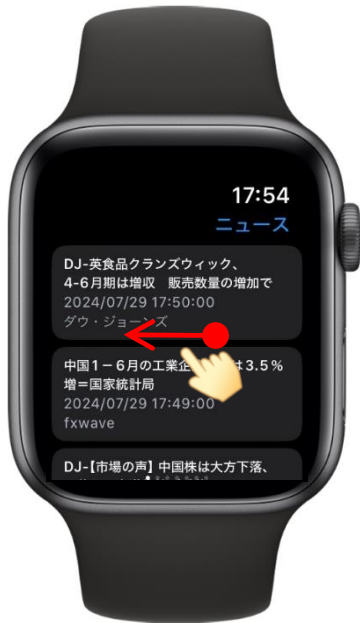 17:54
ニュース
DJ-英食品クランズウィック、
4-6月期は増収 販売数量の増加で
2024/07/29 17:50:00
ダウ・ジョーンズ
中国1－6月の工業企 は3.5％
増＝国家統計局
2024/07/29 17:49:00
fxwave
DJ-【市場の声】中国株は大方下落、